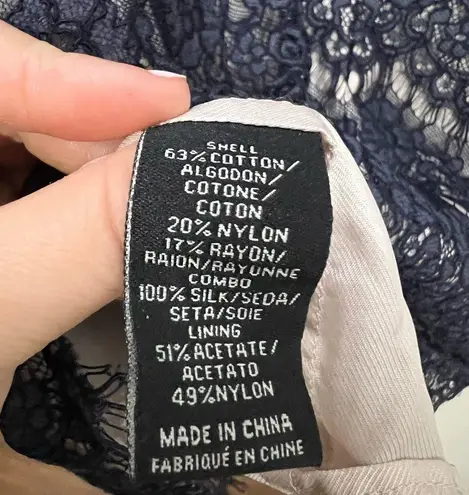 SHELL
63% COTTON/
ALGODON/
COTONE/
COTON
20% NYLON
17% RAYON/
RAION/RAYONNE
COMBO
100% SILK/SEDA/
SETA/SOIE
LINING
51% ACETATE/
ACETATO
49% NYLON
MADE IN CHINA
FABRIQUÉ EN CHINE